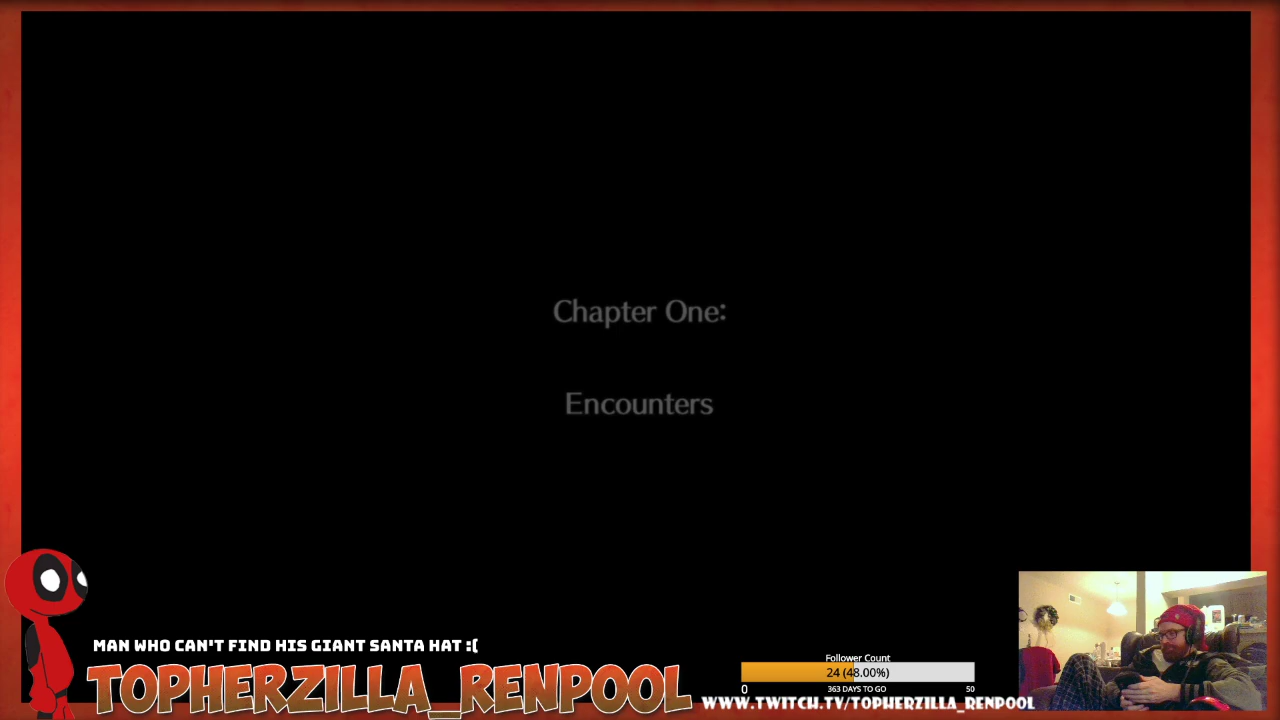 Chapter One:
Encounters
MAN WHO CAN'T FIND HIS GIANT SANTA HAT :(
TOPHERZILLA_RENPOOL
Follower Count
24 (48.00%)
0
363 DAYS TO GO
50
WWW.TWITCH.TV/TOPHERZILLA_RENPOOL